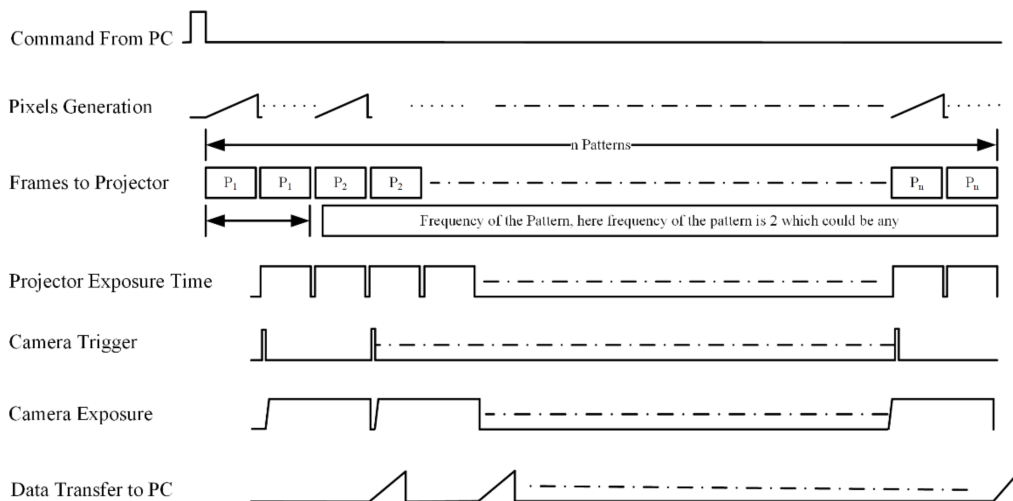 Command From PC
Pixels Generation
n Patterns
Frames to Projector
P1 P1 P2 P2 Pn Pn
Frequency of the Pattern, here frequency of the pattern is 2 which could be any
Projector Exposure Time
Camera Trigger
Camera Exposure
Data Transfer to PC